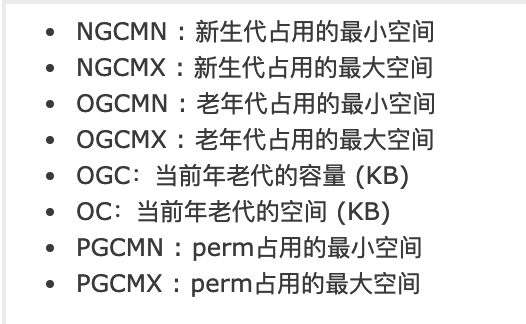 • NGCMN : 新生代占用的最小空间
• NGCMX : 新生代占用的最大空间
• OGCMN : 老年代占用的最小空间
• OGCMX : 老年代占用的最大空间
• OGC：当前年老代的容量 (KB)
• OC：当前年老代的空间 (KB)
• PGCMN : perm占用的最小空间
• PGCMX : perm占用的最大空间